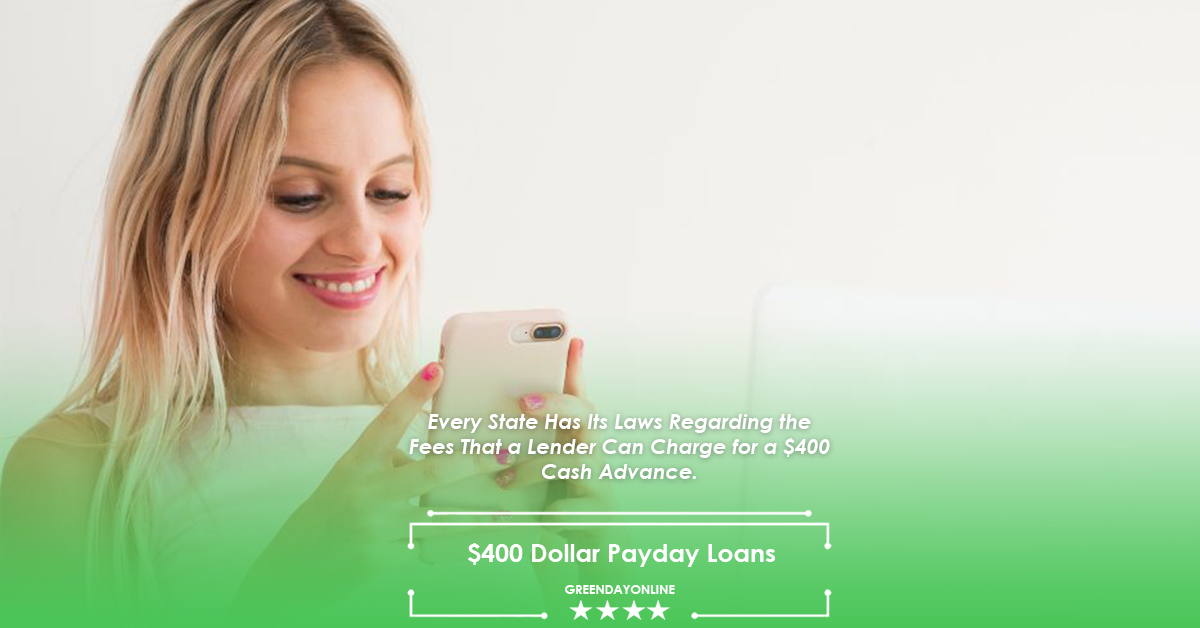 Every State Has Its Laws Regarding the
Fees That a Lender Can Charge for a $400
Cash Advance.
$400 Dollar Payday Loans
GREENDAYONLINE